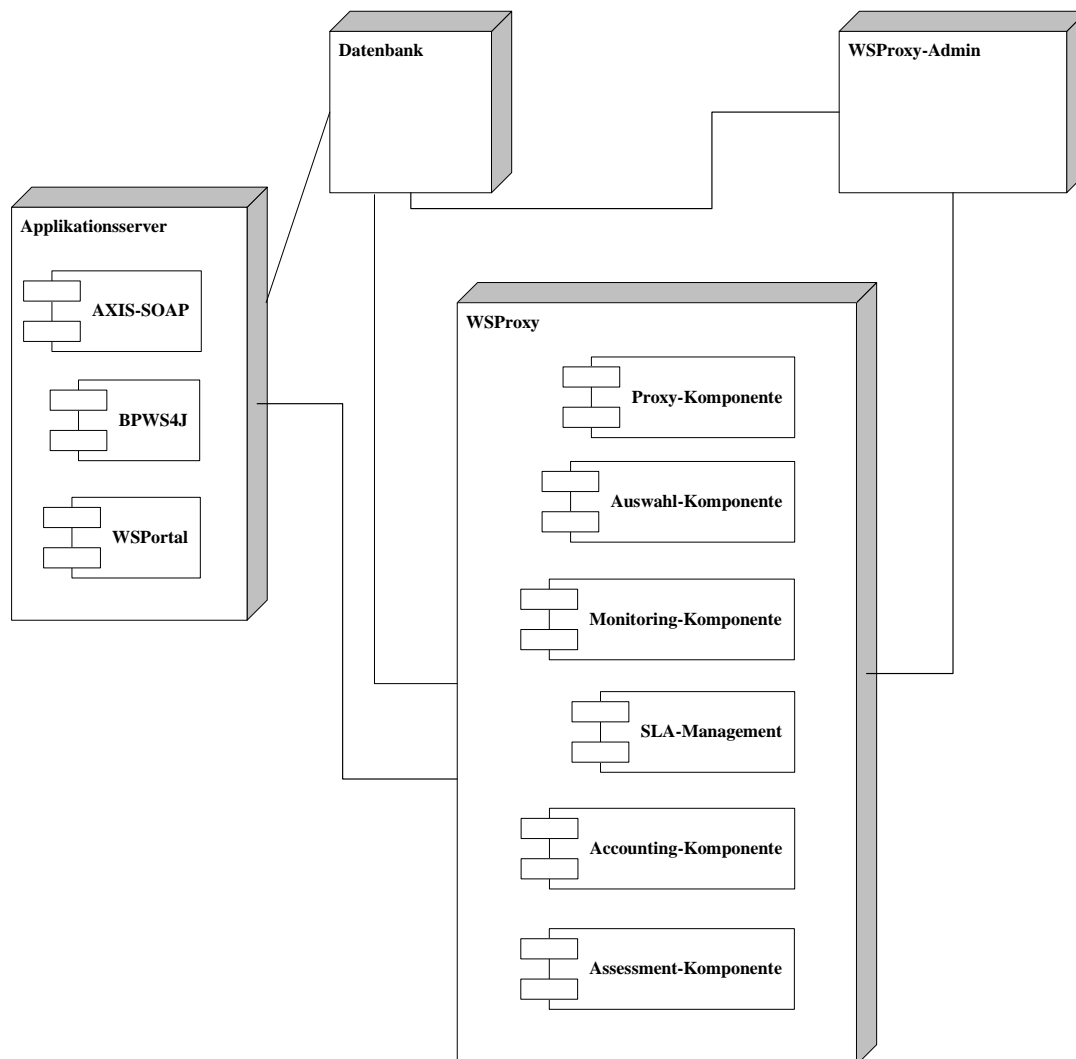 Datenbank
WSProxy-Admin
Applikationsserver
AXIS-SOAP
BPWS4J
WSPortal
WSProxy
Proxy-Komponente
Auswahl-Komponente
Monitoring-Komponente
SLA-Management
Accounting-Komponente
Assessment-Komponente